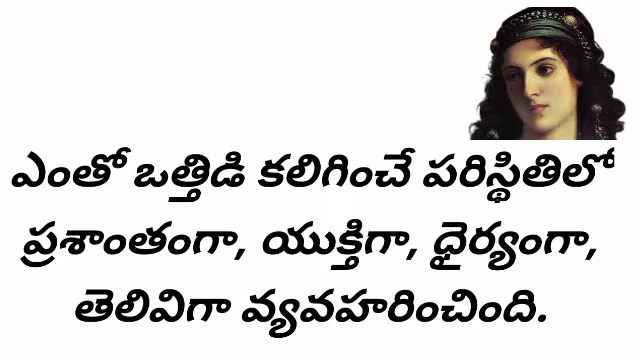 ఎంతో ఒత్తిడి కలిగించే పరిస్థితిలో
ప్రశాంతంగా, యుక్తిగా, ధైర్యంగా,
తెలివిగా వ్యవహరించింది.